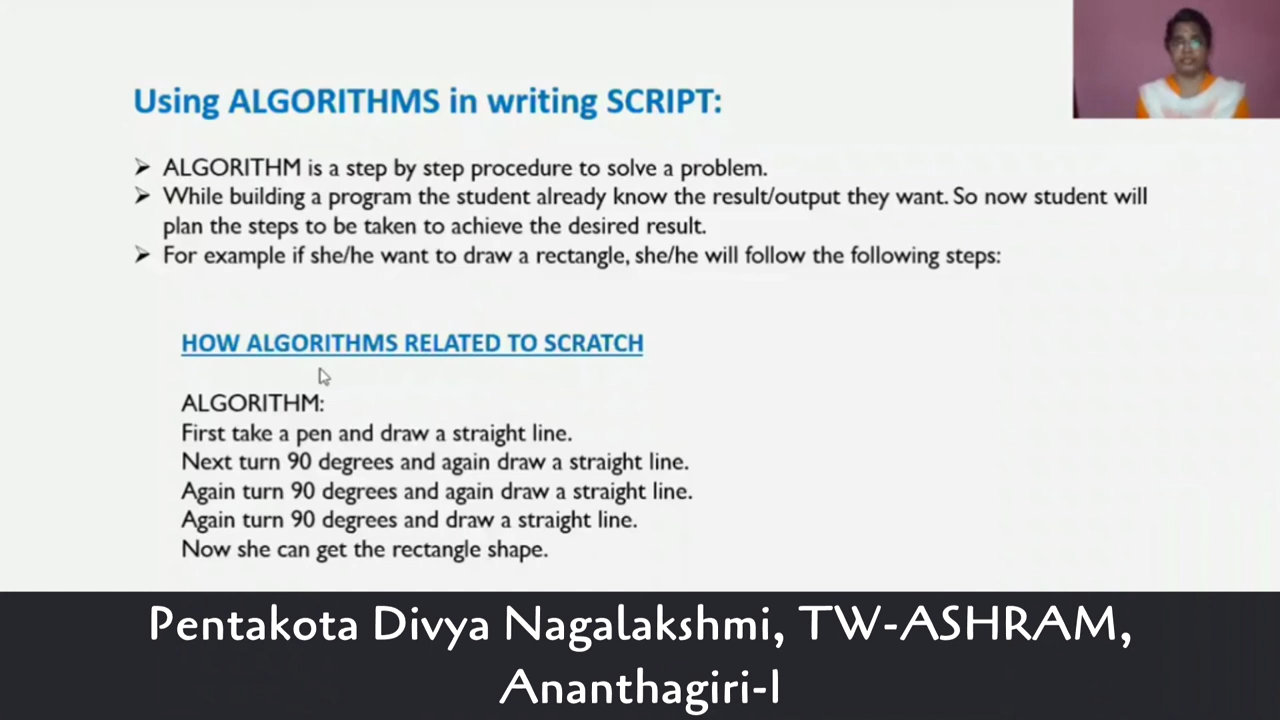 Using ALGORITHMS in writing SCRIPT:
➢ ALGORITHM is a step by step procedure to solve a problem.
➢ While building a program the student already know the result/output they want. So now student will
plan the steps to be taken to achieve the desired result.
➢ For example if she/he want to draw a rectangle, she/he will follow the following steps:
HOW ALGORITHMS RELATED TO SCRATCH
ALGORITHM:
First take a pen and draw a straight line.
Next turn 90 degrees and again draw a straight line.
Again turn 90 degrees and again draw a straight line.
Again turn 90 degrees and draw a straight line.
Now she can get the rectangle shape.
Pentakota Divya Nagalakshmi, TW-ASHRAM,
Ananthagiri-I